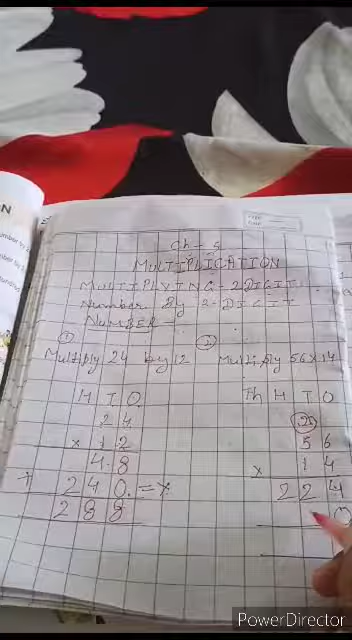 Ch - 5
MULTIPLICATION
MULTIPLYING - 2 DIGIT
Number By 2-DIGIT
NUMBER
① Multiply 24 by 12
H T O
2 4
× 1 2
4 8
+ 2 4 0 = ×
2 8 8
② Multiply 56 × 14
Th H T O
5 6
× 1 4
2 2 4
0
PowerDirector